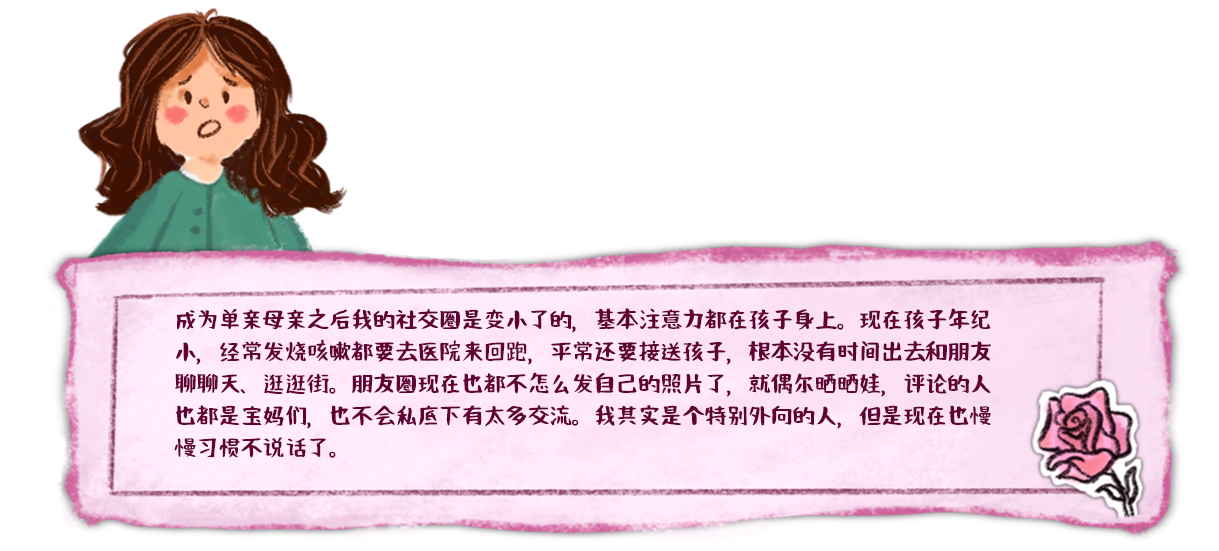 成为单亲母亲之后我的社交圈是变小了的，基本注意力都在孩子身上。现在孩子年纪
小，经常发烧咳嗽都要去医院来回跑，平常还要接送孩子，根本没有时间出去和朋友
聊聊天、逛逛街。朋友圈现在也都不怎么发自己的照片了，就偶尔晒晒娃，评论的人
也都是宝妈们，也不会私底下有太多交流。我其实是个特别外向的人，但是现在也慢
慢习惯不说话了。